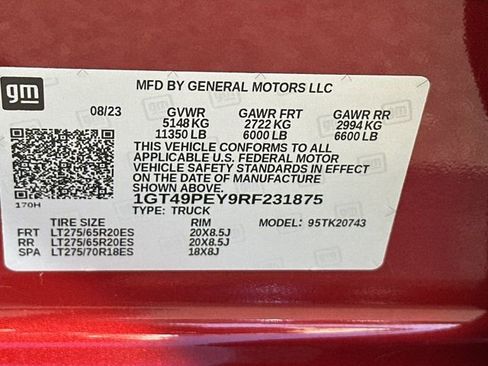 gm
MFD BY GENERAL MOTORS LLC
08/23 GVWR GAWR FRT GAWR RR
5148 KG 2722 KG 2994 KG
11350 LB 6000 LB 6600 LB
THIS VEHICLE CONFORMS TO ALL
APPLICABLE U.S. FEDERAL MOTOR
VEHICLE SAFETY STANDARDS IN EFFECT
ON THE DATE OF MANUFACTURE
SHOWN ABOVE.
1GT49PEY9RF231875
170H TYPE: TRUCK MODEL: 95TK20743
TIRE SIZE RIM
FRT LT275/65R20ES 20X8.5J
RR LT275/65R20ES 20X8.5J
SPA LT275/70R18ES 18X8J